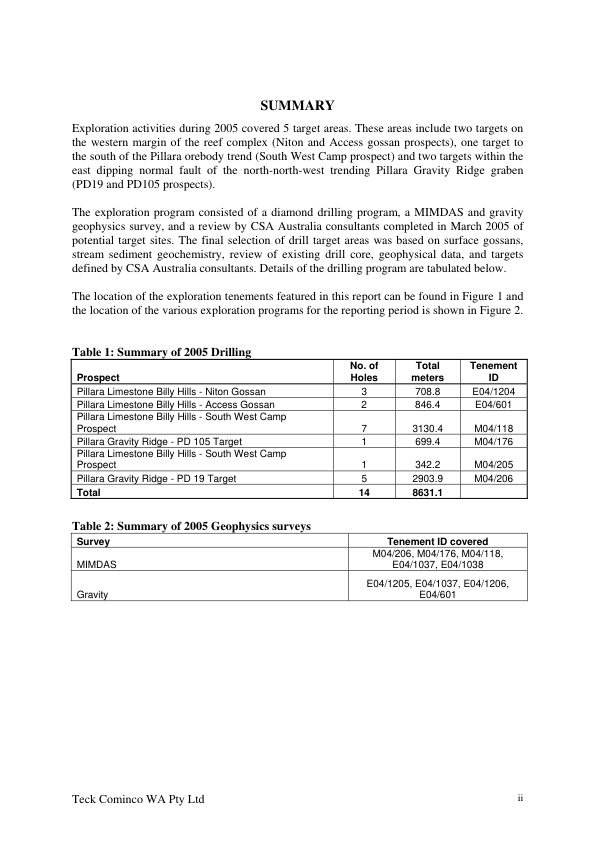 SUMMARY
Exploration activities during 2005 covered 5 target areas. These areas include two targets on
the western margin of the reef complex (Niton and Access gossan prospects), one target to
the south of the Pillara orebody trend (South West Camp prospect) and two targets within the
east dipping normal fault of the north-north-west trending Pillara Gravity Ridge graben
(PD19 and PD105 prospects).
The exploration program consisted of a diamond drilling program, a MIMDAS and gravity
geophysics survey, and a review by CSA Australia consultants completed in March 2005 of
potential target sites. The final selection of drill target areas was based on surface gossans,
stream sediment geochemistry, review of existing drill core, geophysical data, and targets
defined by CSA Australia consultants. Details of the drilling program are tabulated below.
The location of the exploration tenements featured in this report can be found in Figure 1 and
the location of the various exploration programs for the reporting period is shown in Figure 2.
Table 1: Summary of 2005 Drilling
Prospect No. of Holes Total meters Tenement ID
Pillara Limestone Billy Hills - Niton Gossan 3 708.8 E04/1204
Pillara Limestone Billy Hills - Access Gossan 2 846.4 E04/601
Pillara Limestone Billy Hills - South West Camp
Prospect 7 3130.4 M04/118
Pillara Gravity Ridge - PD 105 Target 1 699.4 M04/176
Pillara Limestone Billy Hills - South West Camp
Prospect 1 342.2 M04/205
Pillara Gravity Ridge - PD 19 Target 5 2903.9 M04/206
Total 14 8631.1
Table 2: Summary of 2005 Geophysics surveys
Survey Tenement ID covered
M04/206, M04/176, M04/118,
MIMDAS E04/1037, E04/1038
E04/1205, E04/1037, E04/1206,
Gravity E04/601
Teck Cominco WA Pty Ltd ii